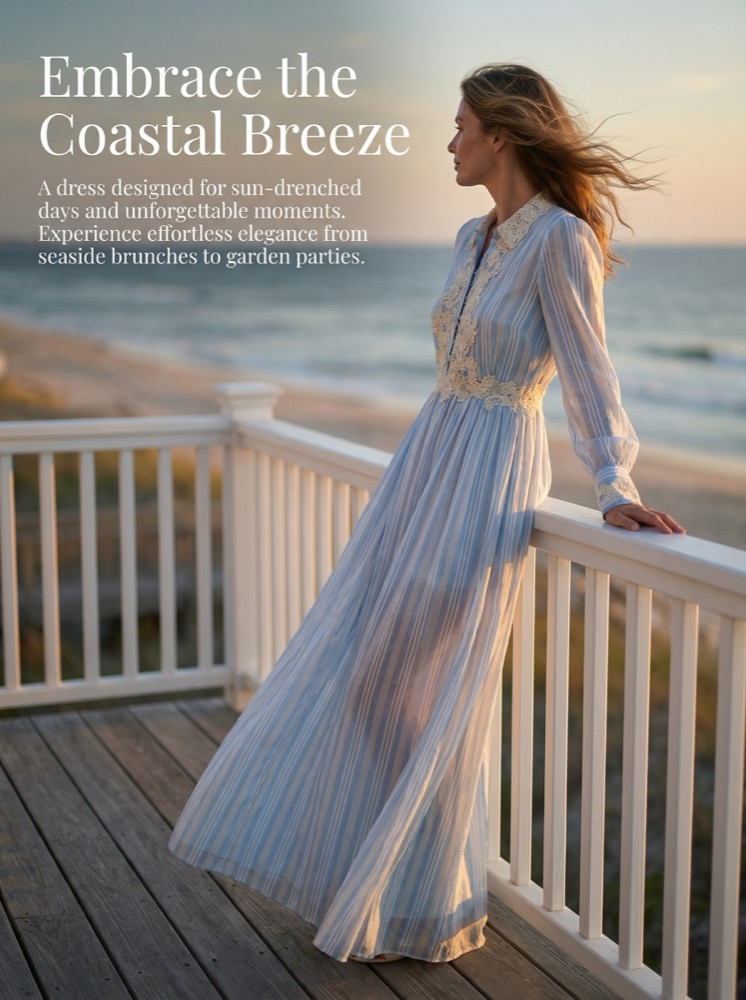 Embrace the
Coastal Breeze
A dress designed for sun-drenched
days and unforgettable moments.
Experience effortless elegance from
seaside brunches to garden parties.